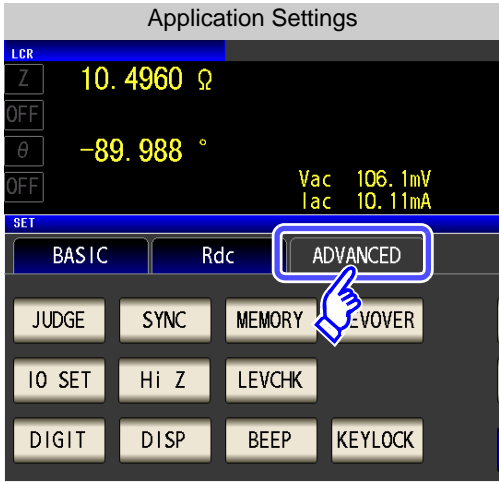 Application Settings
LCR
Z 10.4960 Ω
OFF
θ -89.988 °
OFF
Vac 106.1mV
Iac 10.11mA
SET
BASIC Rdc ADVANCED
JUDGE SYNC MEMORY EVOVER
IO SET Hi Z LEVCHK
DIGIT DISP BEEP KEYLOCK